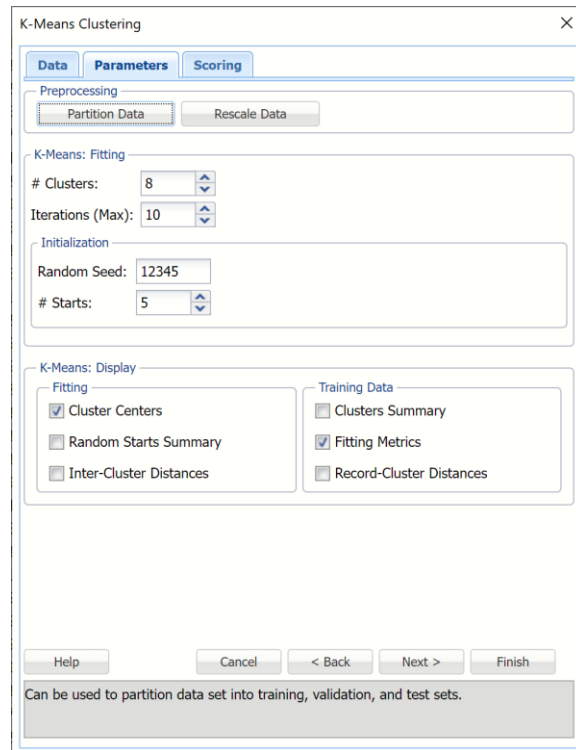 K-Means Clustering
Data Parameters Scoring
Preprocessing
Partition Data Rescale Data
K-Means: Fitting
# Clusters: 8
Iterations (Max): 10
Initialization
Random Seed: 12345
# Starts: 5
K-Means: Display
Fitting
Cluster Centers
Random Starts Summary
Inter-Cluster Distances
Training Data
Clusters Summary
Fitting Metrics
Record-Cluster Distances
Help Cancel < Back Next > Finish
Can be used to partition data set into training, validation, and test sets.